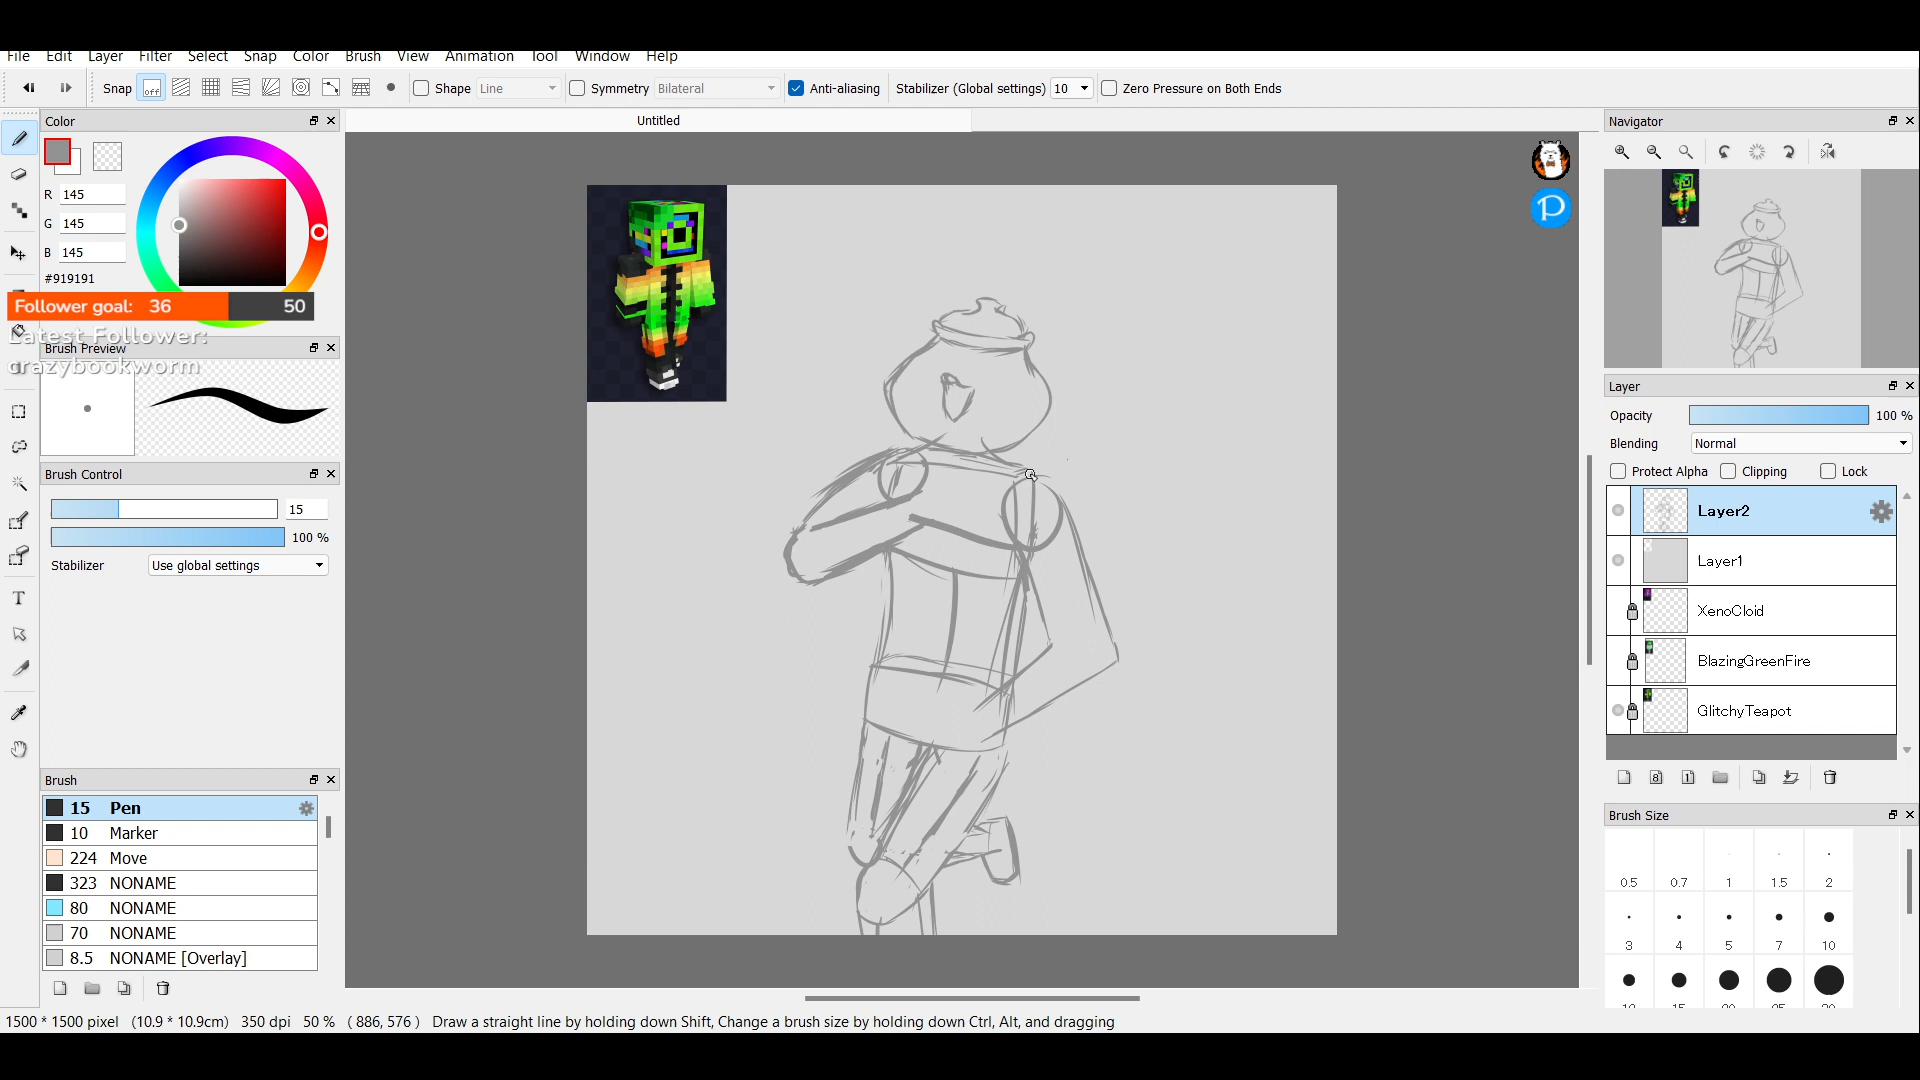 File Edit Layer Filter Select Snap Color Brush View Animation Tool Window Help
Snap off Shape Line Symmetry Bilateral Anti-aliasing Stabilizer (Global settings) 10 Zero Pressure on Both Ends
Color
Untitled
Navigator
R 145
G 145
B 145
#919191
Follower goal: 36 50
Latest Follower:
crazybookworm
Brush Preview
Layer
Opacity 100 %
Blending Normal
Protect Alpha Clipping Lock
Layer2
Layer1
XenoCloid
BlazingGreenFire
GlitchyTeapot
Brush Control
15
100 %
Stabilizer Use global settings
Brush
15 Pen
10 Marker
224 Move
323 NONAME
80 NONAME
70 NONAME
8.5 NONAME [Overlay]
Brush Size
0.5 0.7 1 1.5 2
3 4 5 7 10
1500 * 1500 pixel (10.9 * 10.9cm) 350 dpi 50 % ( 886, 576 ) Draw a straight line by holding down Shift, Change a brush size by holding down Ctrl, Alt, and dragging